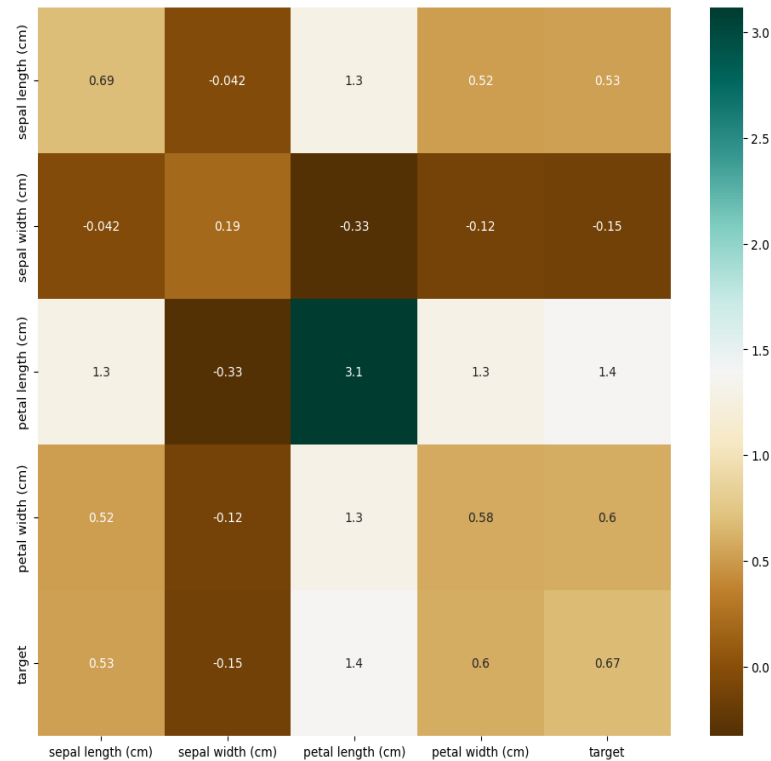 sepal length (cm)
0.69 -0.042 1.3 0.52 0.53
sepal width (cm)
-0.042 0.19 -0.33 -0.12 -0.15
petal length (cm)
1.3 -0.33 3.1 1.3 1.4
petal width (cm)
0.52 -0.12 1.3 0.58 0.6
target
0.53 -0.15 1.4 0.6 0.67
sepal length (cm) sepal width (cm) petal length (cm) petal width (cm) target
3.0
2.5
2.0
1.5
1.0
0.5
0.0